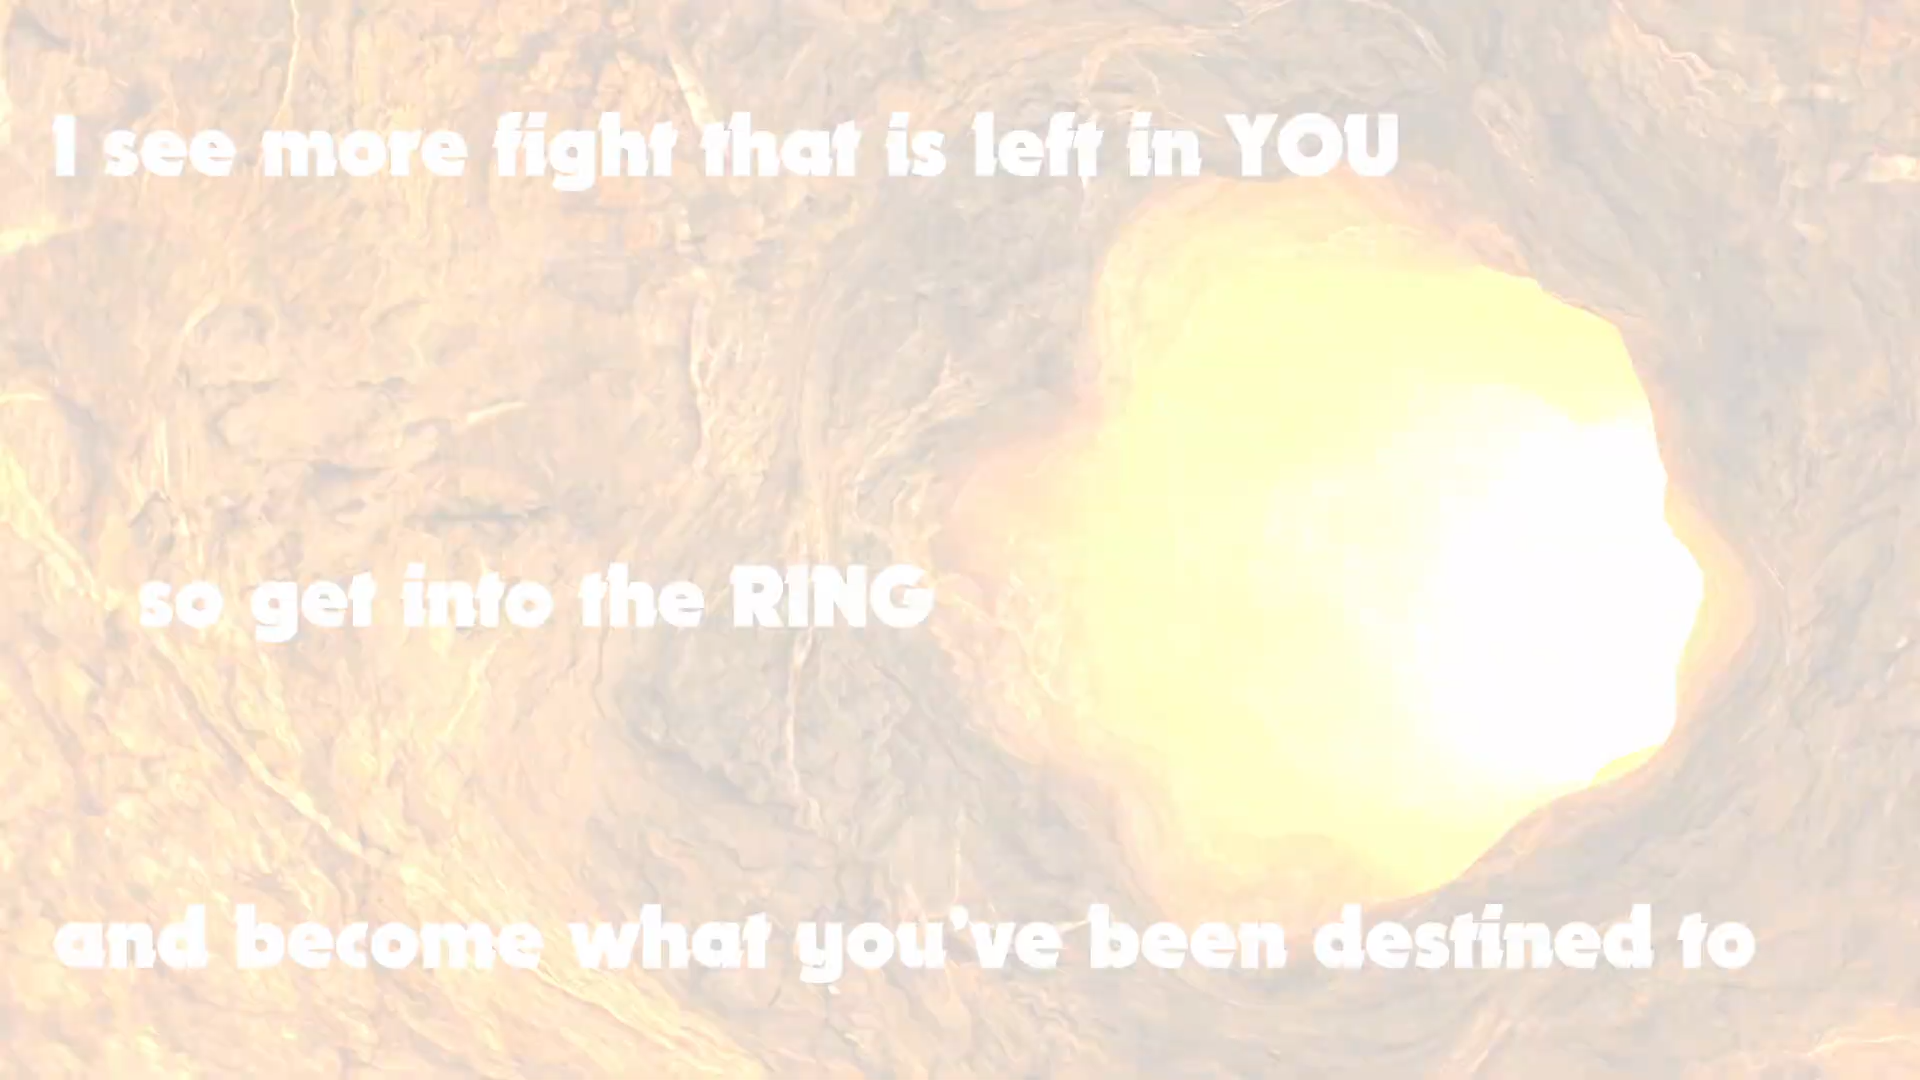 I see more fight that is left in YOU
so get into the RING
and become what you've been destined to